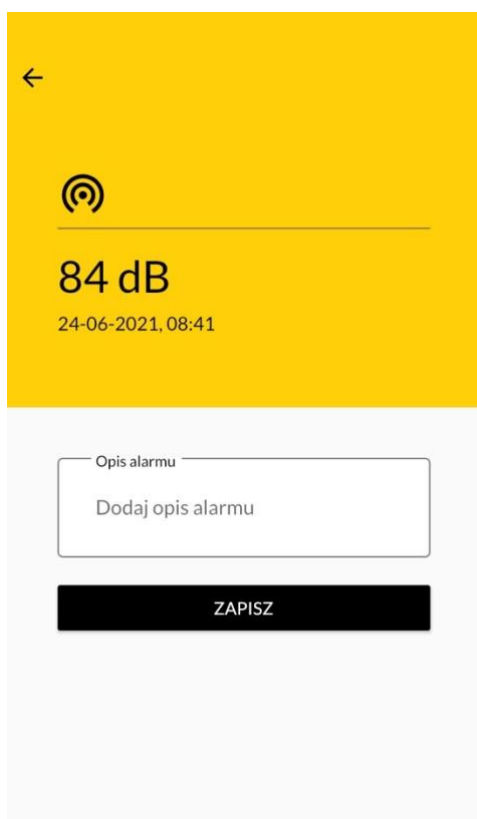 84 dB
24-06-2021, 08:41
Opis alarmu
Dodaj opis alarmu
ZAPISZ